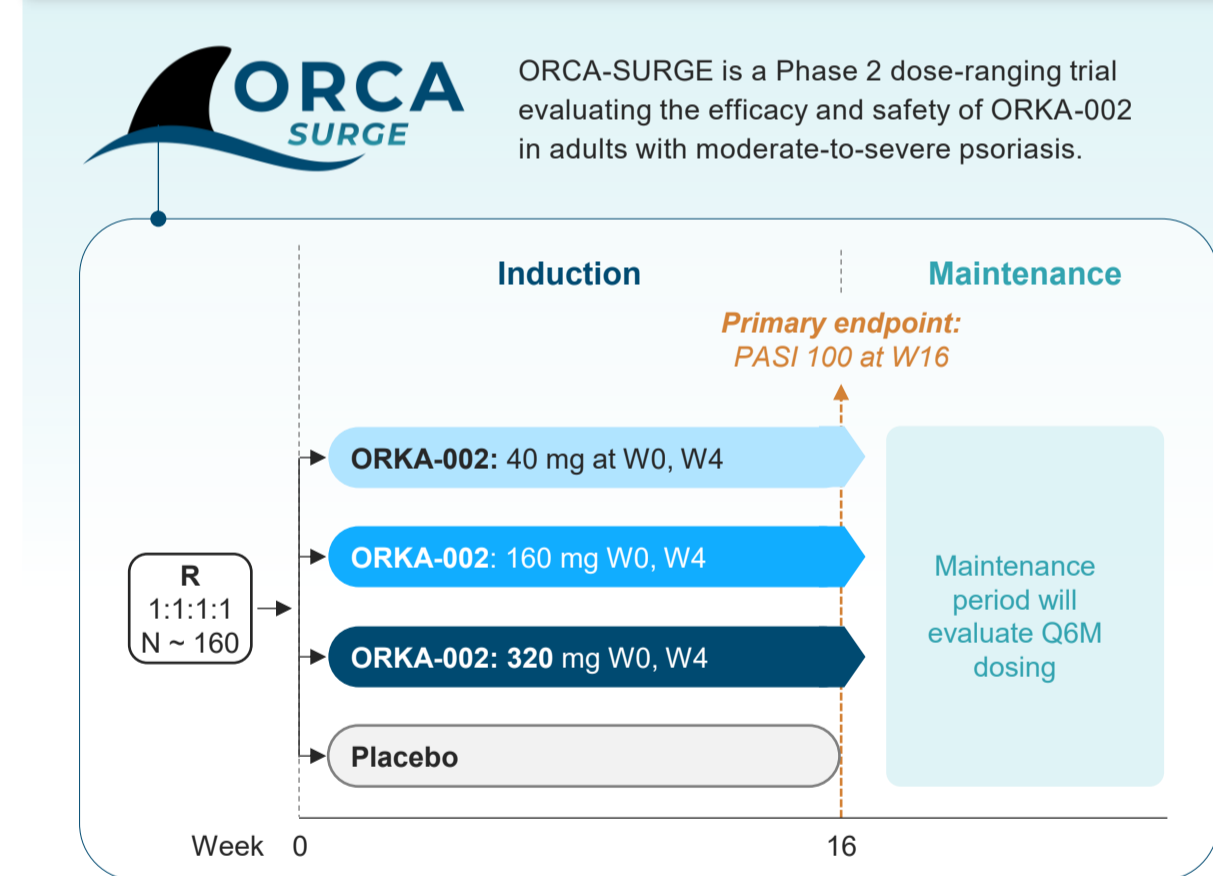 ORCA
SURGE
ORCA-SURGE is a Phase 2 dose-ranging trial
evaluating the efficacy and safety of ORKA-002
in adults with moderate-to-severe psoriasis.
Induction
Maintenance
Primary endpoint:
PASI 100 at W16
ORKA-002: 40 mg at W0, W4
ORKA-002: 160 mg W0, W4
ORKA-002: 320 mg W0, W4
Placebo
R
1:1:1:1
N ~ 160
Maintenance
period will
evaluate Q6M
dosing
Week 0 16